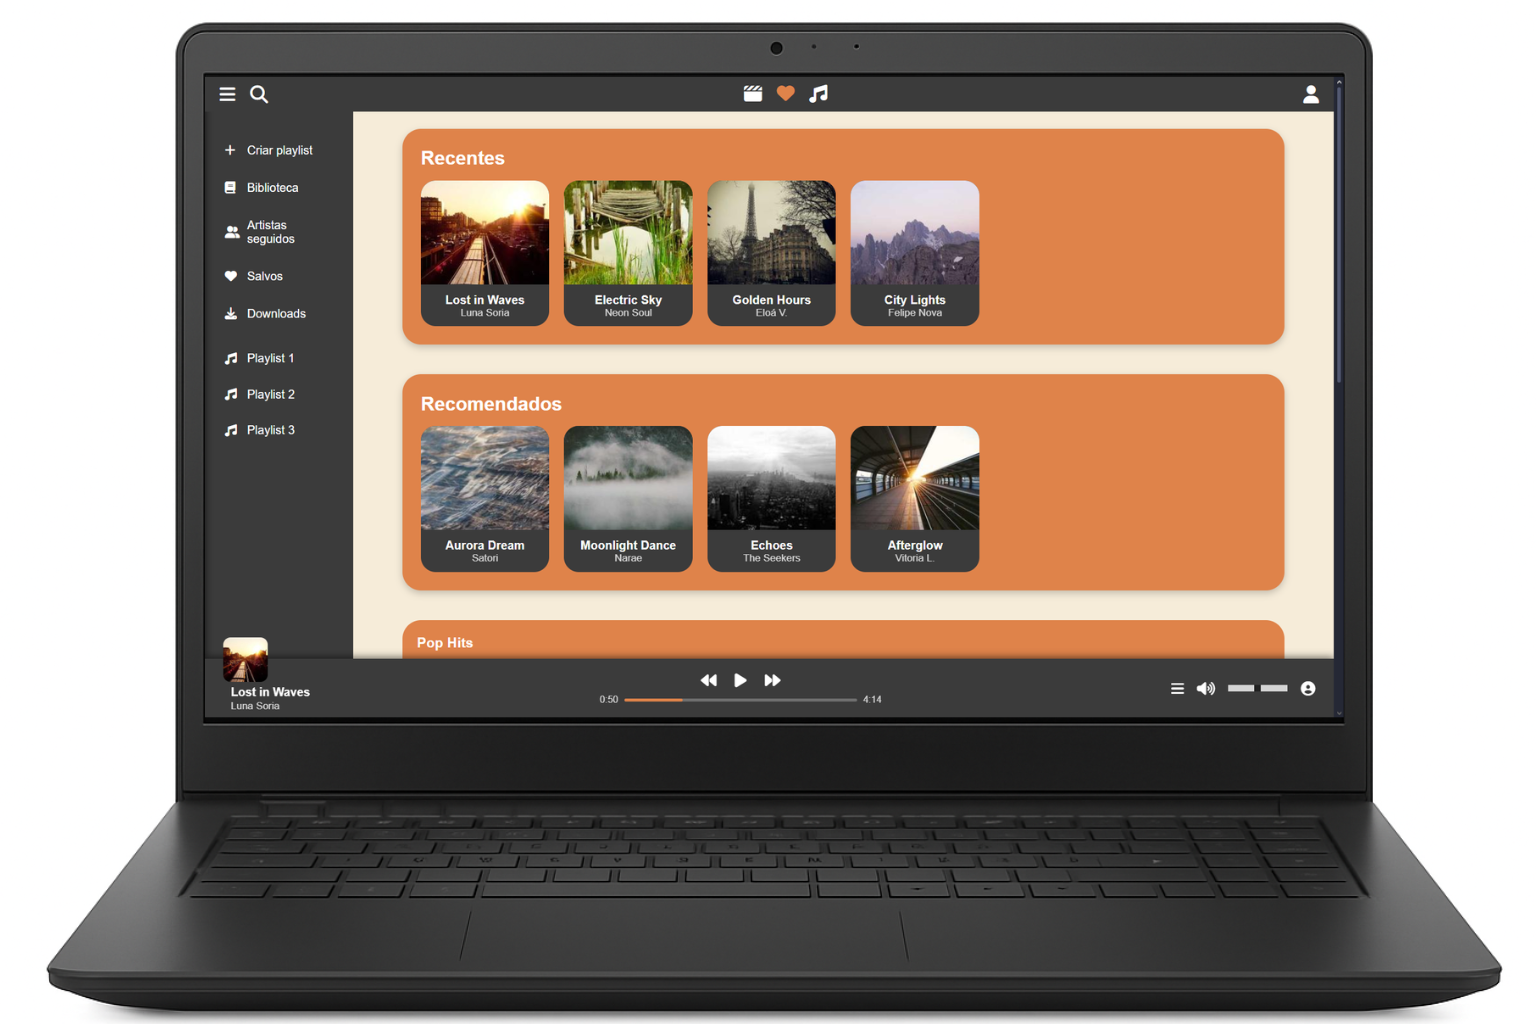 Criar playlist
Biblioteca
Artistas
seguidos
Salvos
Downloads
Playlist 1
Playlist 2
Playlist 3
Recentes
Lost in Waves
Luna Soria
Electric Sky
Neon Soul
Golden Hours
Eloá V.
City Lights
Felipe Nova
Recomendados
Aurora Dream
Satori
Moonlight Dance
Narae
Echoes
The Seekers
Afterglow
Vitoria L.
Pop Hits
Lost in Waves
Luna Soria
0:50
4:14